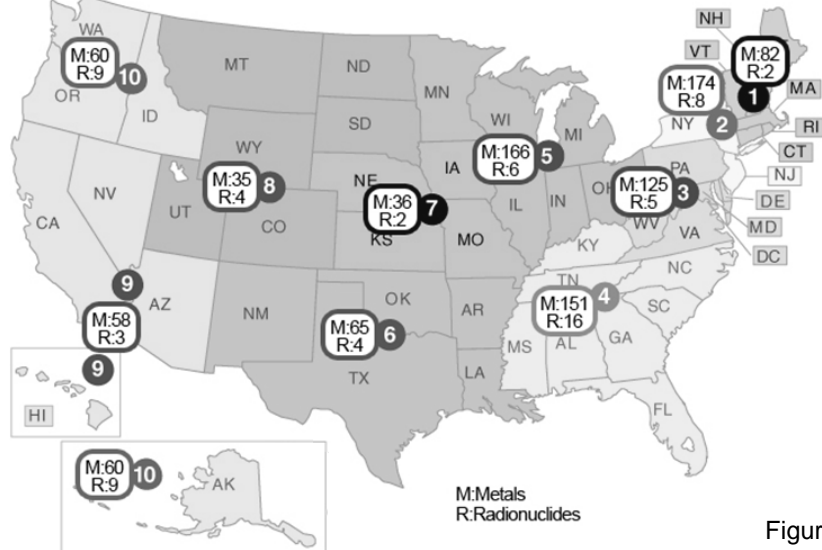 NH
WA
VT
M:82
R:2
1
M:60
R:9
10
MT
ND
MN
M:174
R:8
2
MA
OR
ID
WI
MI
NY
RI
SD
M:166
R:6
5
CT
WY
IA
PA
NJ
NE
M:35
R:4
8
M:36
R:2
7
M:125
R:5
3
NV
OH
DE
UT
IL
IN
CA
CO
WV
MD
KS
MO
VA
KY
DC
NC
9
TN
AZ
OK
M:151
R:16
4
SC
M:58
R:3
NM
AR
M:65
R:4
6
GA
MS
AL
9
LA
TX
HI
FL
M:60
R:9
10
AK
M:Metals
R:Radionuclides
Figur